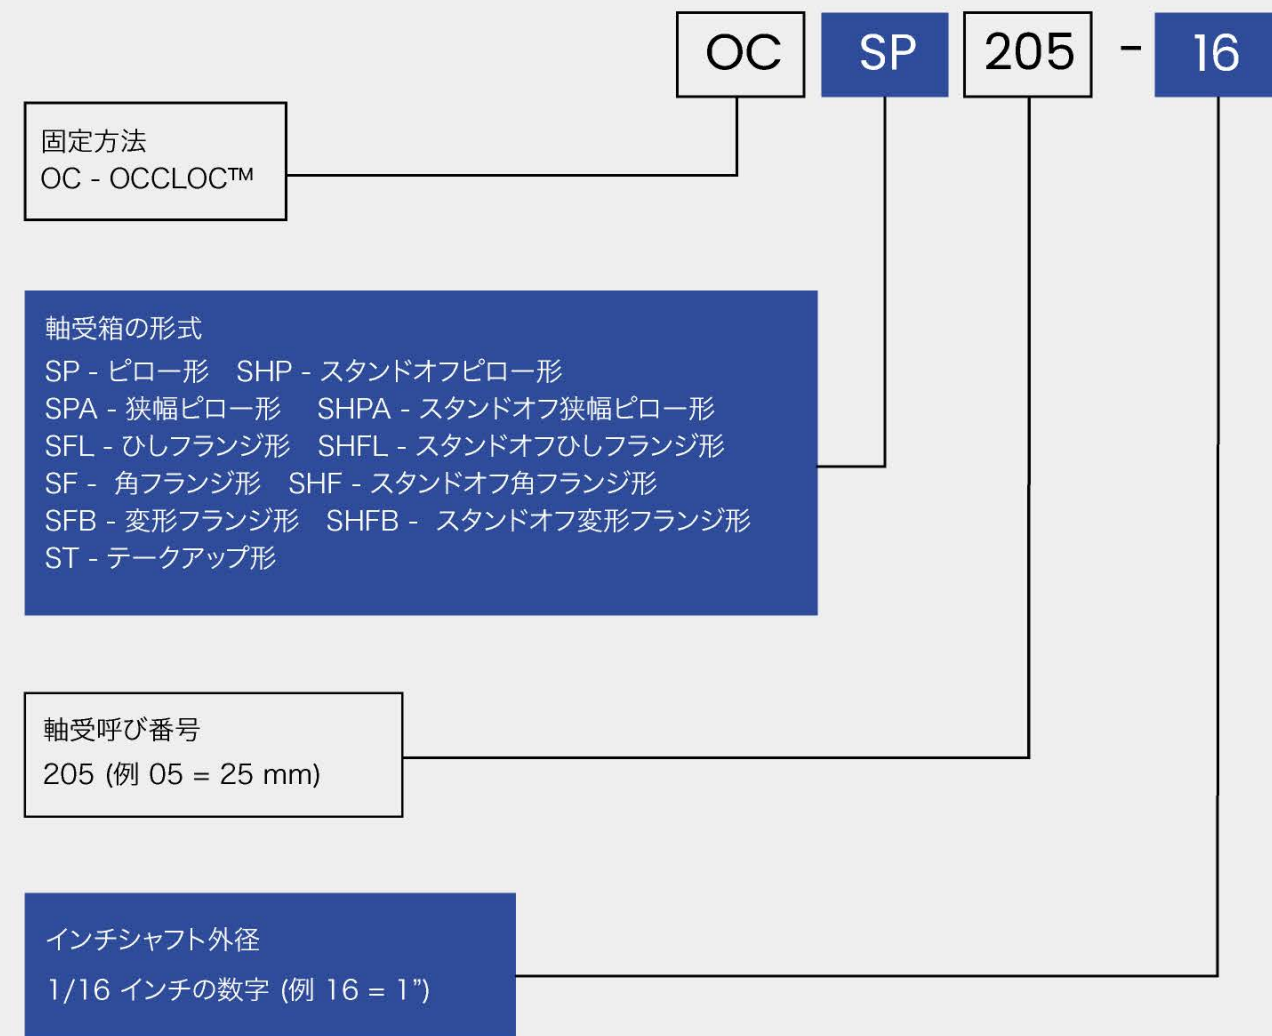 OC SP 205 - 16
固定方法
OC - OCCLOC™
軸受箱の形式
SP - ピロー形 SHP - スタンドオフピロー形
SPA - 狭幅ピロー形 SHPA - スタンドオフ狭幅ピロー形
SFL - ひしフランジ形 SHFL - スタンドオフひしフランジ形
SF - 角フランジ形 SHF - スタンドオフ角フランジ形
SFB - 変形フランジ形 SHFB - スタンドオフ変形フランジ形
ST - テークアップ形
軸受呼び番号
205 (例 05 = 25 mm)
インチシャフト外径
1/16 インチの数字 (例 16 = 1”)